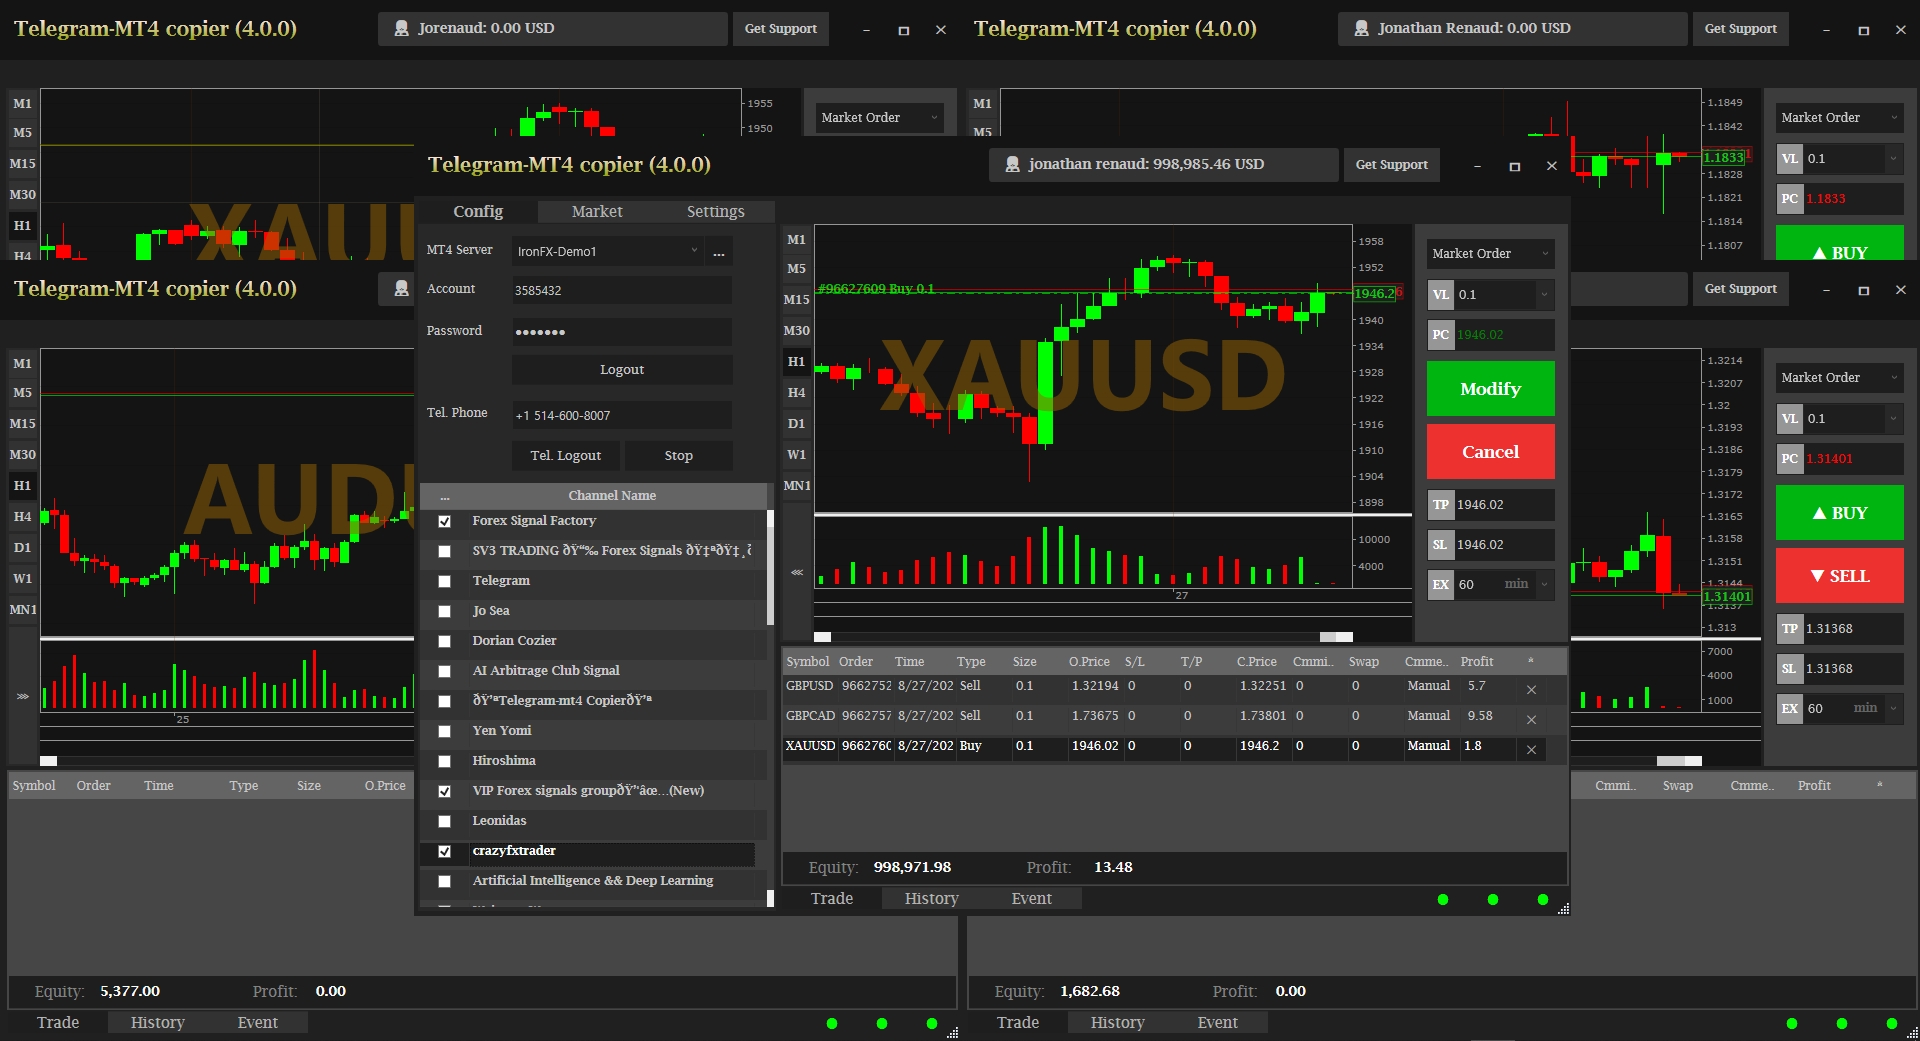 Telegram-MT4 copier (4.0.0)
Jorenaud: 0.00 USD
Get Support
Telegram-MT4 copier (4.0.0)
Jonathan Renaud: 0.00 USD
Get Support
M1
M5
M15
M30
H1
H4
1955
1950
Market Order
M1
M5
1.1849
1.1842
1.1833
1.1828
1.1821
1.1814
1.1807
Market Order
VL 0.1
PC 1.1833
▲ BUY
Telegram-MT4 copier (4.0.0)
Get Support
M1
M5
M15
M30
H1
H4
D1
W1
MN1
25
Symbol Order Time Type Size O.Price
Equity: 5,377.00 Profit: 0.00
Trade History Event
Telegram-MT4 copier (4.0.0)
jonathan renaud: 998,985.46 USD
Get Support
Config Market Settings
MT4 Server IronFX-Demo1 ...
Account 3585432
Password ●●●●●●●
Logout
Tel. Phone +1 514-600-8007
Tel. Logout Stop
... Channel Name
Forex Signal Factory
SV3 TRADING ðŸ“‰ Forex Signals ðŸ‡ªðŸ‡¸
Telegram
Jo Sea
Dorian Cozier
AI Arbitrage Club Signal
ðŸ’ªTelegram-mt4 CopierðŸ’ª
Yen Yomi
Hiroshima
VIP Forex signals groupðŸ’Žâœ…(New)
Leonidas
crazyfxtrader
Artificial Intelligence && Deep Learning
M1
M5
M15
M30
H1
H4
D1
W1
MN1
XAUUSD
#96627609 Buy 0.1
1958
1952
1946.2
1940
1934
1928
1922
1916
1910
1904
1898
10000
4000
27
Market Order
VL 0.1
PC 1946.02
Modify
Cancel
TP 1946.02
SL 1946.02
EX 60 min
Symbol Order Time Type Size O.Price S/L T/P C.Price Cmmi.. Swap Cmme.. Profit *
GBPUSD 9662752 8/27/202 Sell 0.1 1.32194 0 0 1.32251 0 0 Manual 5.7
GBPCAD 9662757 8/27/202 Sell 0.1 1.73675 0 0 1.73801 0 0 Manual 9.58
XAUUSD 9662760 8/27/202 Buy 0.1 1946.02 0 0 1946.2 0 0 Manual 1.8
Equity: 998,971.98 Profit: 13.48
Trade History Event
1.3214
1.3207
1.32
1.3193
1.3186
1.3179
1.3172
1.3165
1.3158
1.3151
1.3144
1.31401
1.3137
1.313
7000
4000
1000
Market Order
VL 0.1
PC 1.31401
▲ BUY
▼ SELL
TP 1.31368
SL 1.31368
EX 60 min
Cmmi.. Swap Cmme.. Profit *
Equity: 1,682.68 Profit: 0.00
Trade History Event